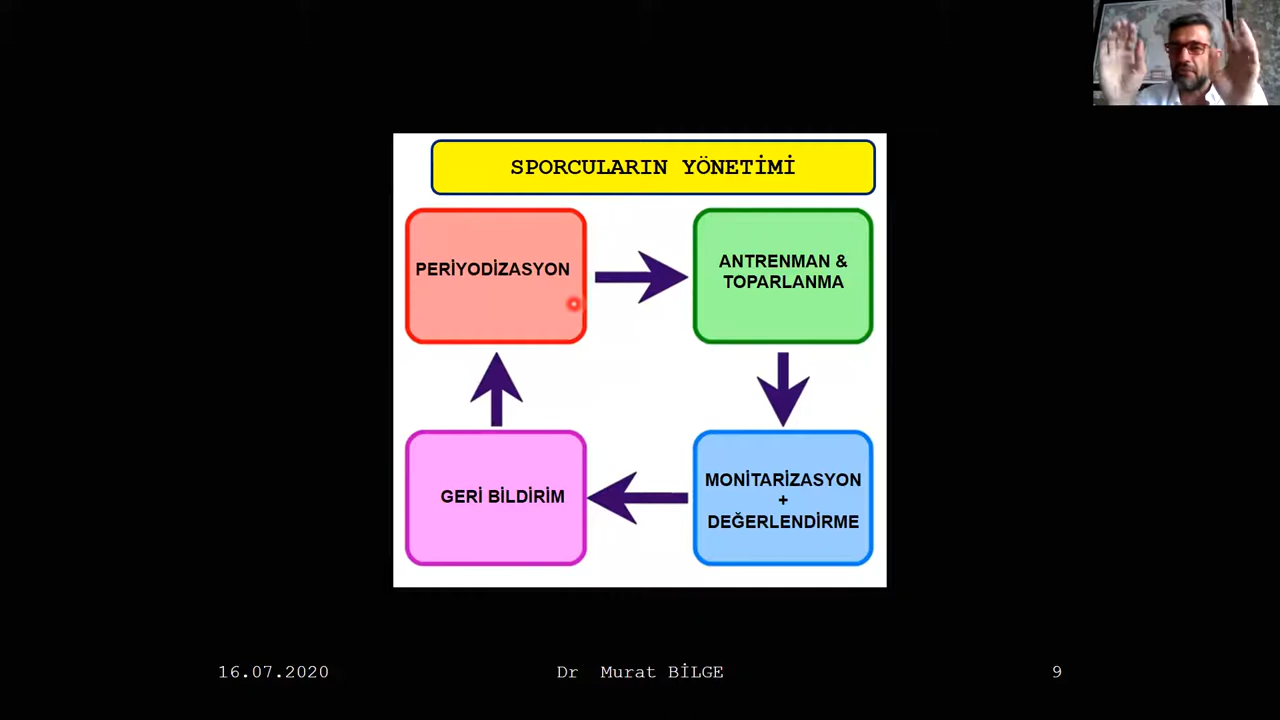 SPORCULARIN YÖNETİMİ
PERİYODİZASYON
ANTRENMAN &
TOPARLANMA
GERİ BİLDİRİM
MONİTARİZASYON
+
DEĞERLENDİRME
16.07.2020
Dr Murat BİLGE
9